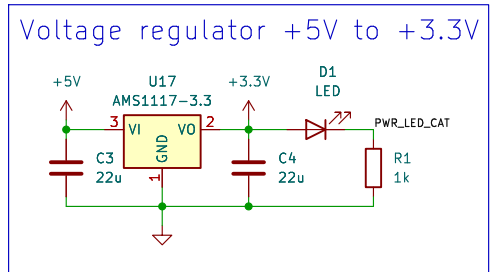 Voltage regulator +5V to +3.3V
+5V
U17
AMS1117-3.3
+3.3V
D1
LED
3
VI
VO
2
GND
1
PWR_LED_CAT
C3
22u
C4
22u
R1
1k